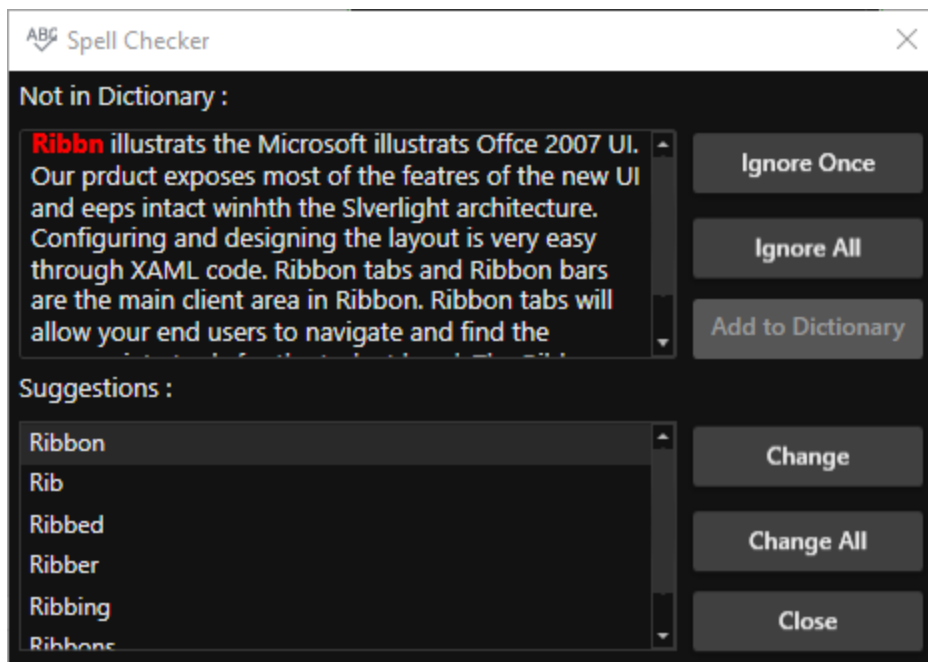 ABC Spell Checker
Not in Dictionary :
Ribbn illustrats the Microsoft illustrats Offce 2007 UI.
Our prduct exposes most of the featres of the new UI
and eeps intact winhth the Slverlight architecture.
Configuring and designing the layout is very easy
through XAML code. Ribbon tabs and Ribbon bars
are the main client area in Ribbon. Ribbon tabs will
allow your end users to navigate and find the
Ignore Once
Ignore All
Add to Dictionary
Suggestions :
Ribbon
Rib
Ribbed
Ribber
Ribbing
Ribbons
Change
Change All
Close